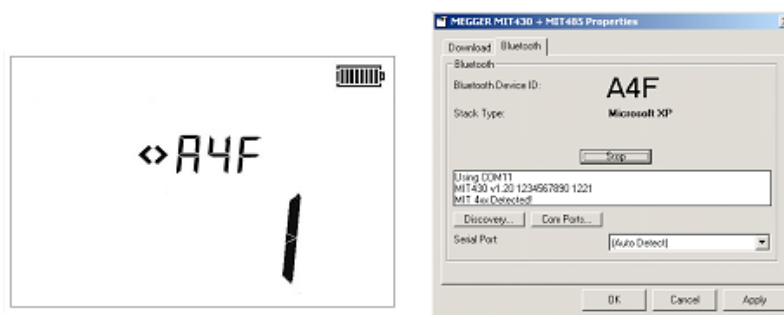 <> A4F
1
MEGGER MIT430 + MIT485 Properties
Download Bluetooth
Bluetooth
Bluetooth Device ID: A4F
Stack Type: Microsoft XP
Stop
Using COM11
MIT430 v1.20 1234567890 1221
MIT 4xx Detected!
Discovery... Com Ports...
Serial Port (Auto Detect)
OK Cancel Apply